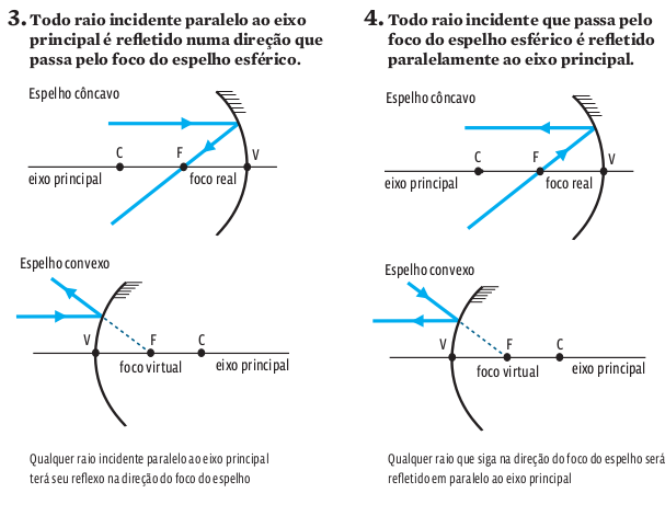 3. Todo raio incidente paralelo ao eixo
principal é refletido numa direção que
passa pelo foco do espelho esférico.
Espelho côncavo
C
F
V
eixo principal
foco real
Espelho convexo
V
F
C
foco virtual
eixo principal
Qualquer raio incidente paralelo ao eixo principal
terá seu reflexo na direção do foco do espelho
4. Todo raio incidente que passa pelo
foco do espelho esférico é refletido
paralelamente ao eixo principal.
Espelho côncavo
C
F
V
eixo principal
foco real
Espelho convexo
V
F
C
foco virtual
eixo principal
Qualquer raio que siga na direção do foco do espelho será
refletido em paralelo ao eixo principal